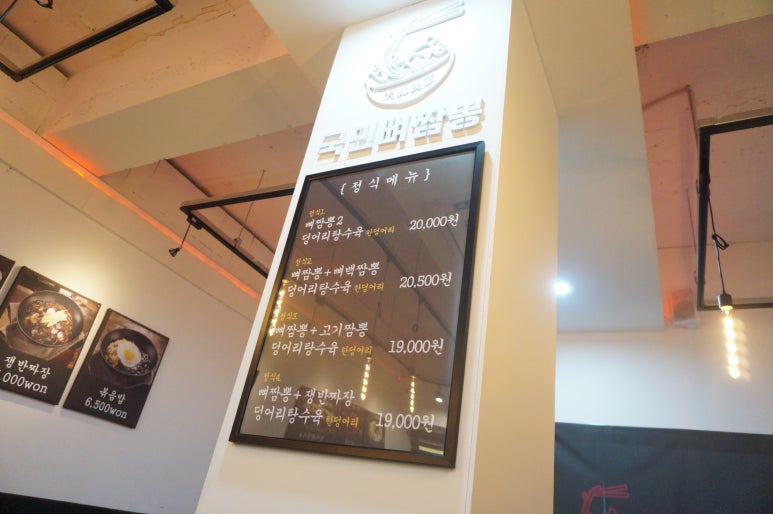 국민뼈짬뽕
{정식메뉴}
정식1
뼈짬뽕2
덩어리탕수육 한덩어리 20,000원
정식2
뼈짬뽕+뼈백짬뽕
덩어리탕수육 한덩어리 20,500원
정식3
뼈짬뽕+고기짬뽕
덩어리탕수육 한덩어리 19,000원
정식4
뼈짬뽕+쟁반짜장
덩어리탕수육 한덩어리 19,000원
쟁반짜장
,000won
볶음밥
6,500won